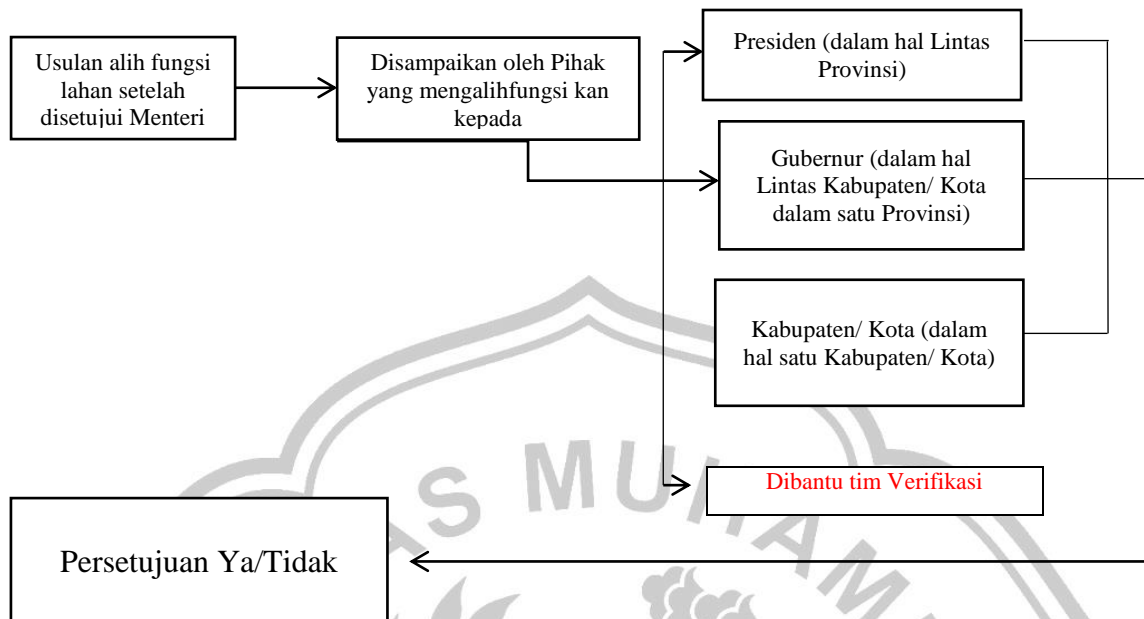 Usulan alih fungsi
lahan setelah
disetujui Menteri
Disampaikan oleh Pihak
yang mengalihfungsi kan
kepada
Presiden (dalam hal Lintas
Provinsi)
Gubernur (dalam hal
Lintas Kabupaten/ Kota
dalam satu Provinsi)
Kabupaten/ Kota (dalam
hal satu Kabupaten/ Kota)
Dibantu tim Verifikasi
Persetujuan Ya/Tidak
AS MUHAM